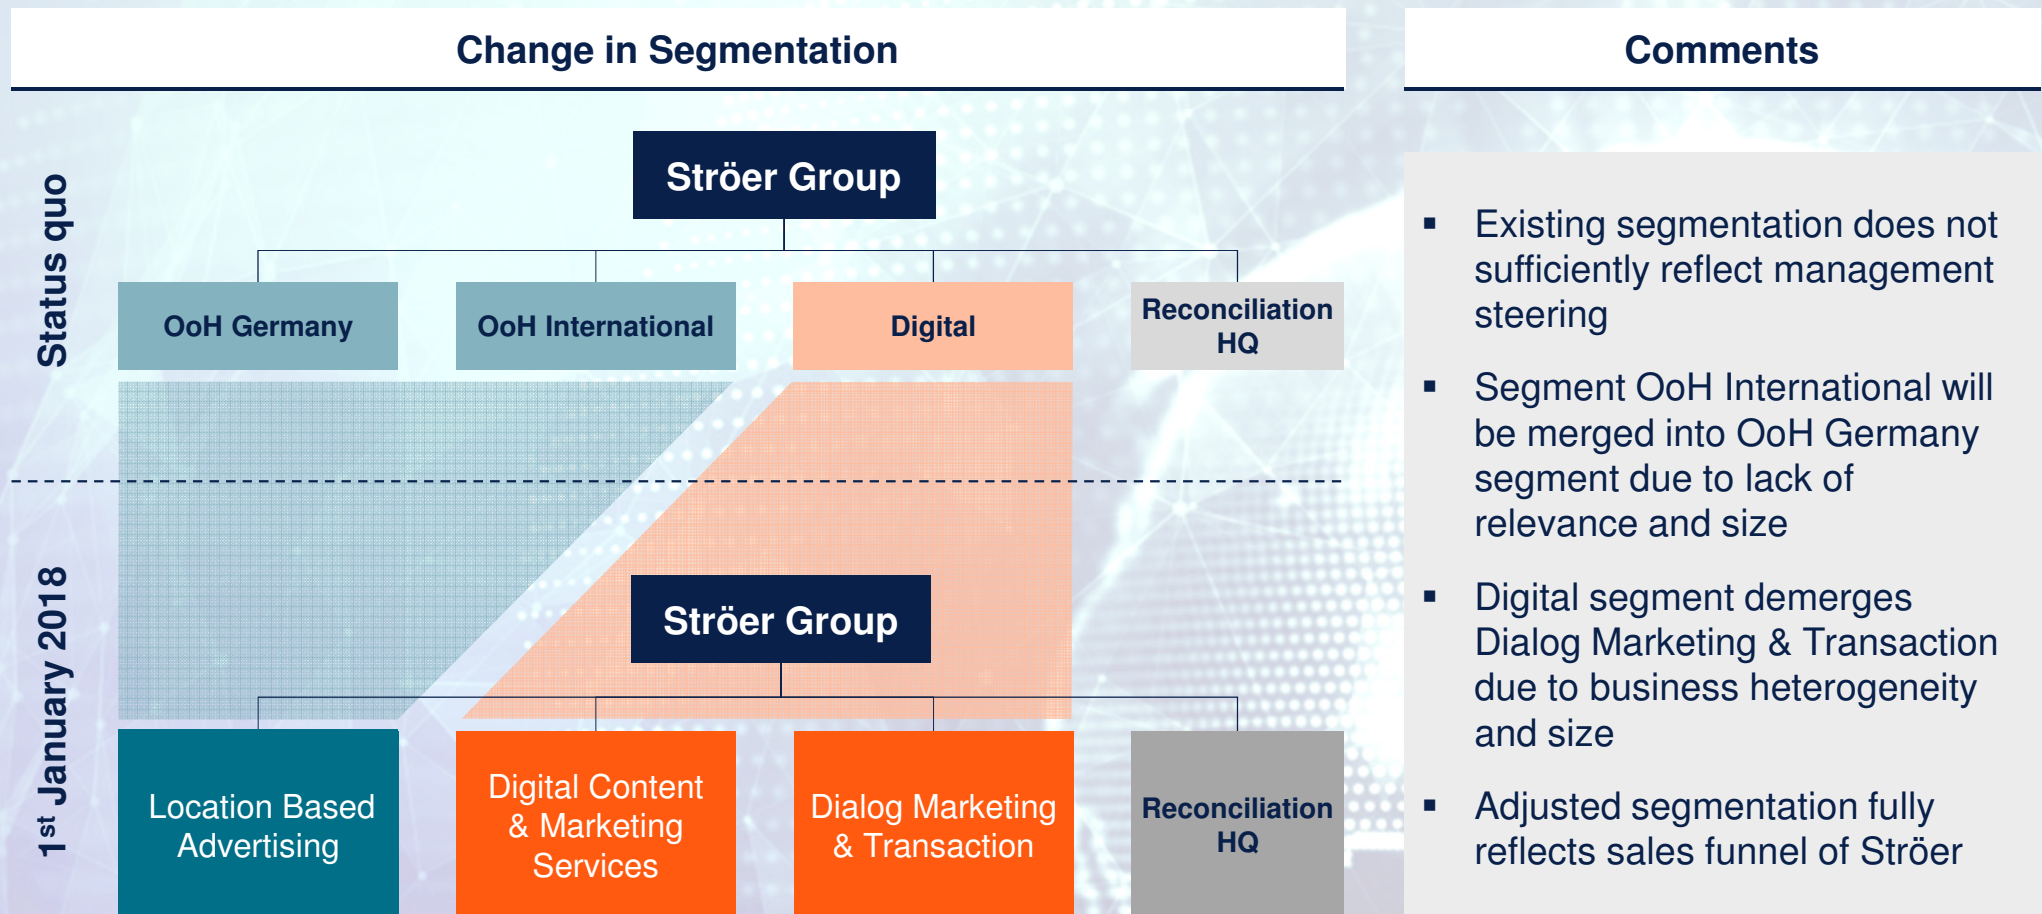 Change in Segmentation
Status quo
Ströer Group
OoH Germany
OoH International
Digital
Reconciliation
HQ
1st January 2018
Ströer Group
Location Based
Advertising
Digital Content
& Marketing
Services
Dialog Marketing
& Transaction
Reconciliation
HQ
Comments
▪ Existing segmentation does not
sufficiently reflect management
steering
▪ Segment OoH International will
be merged into OoH Germany
segment due to lack of
relevance and size
▪ Digital segment demerges
Dialog Marketing & Transaction
due to business heterogeneity
and size
▪ Adjusted segmentation fully
reflects sales funnel of Ströer